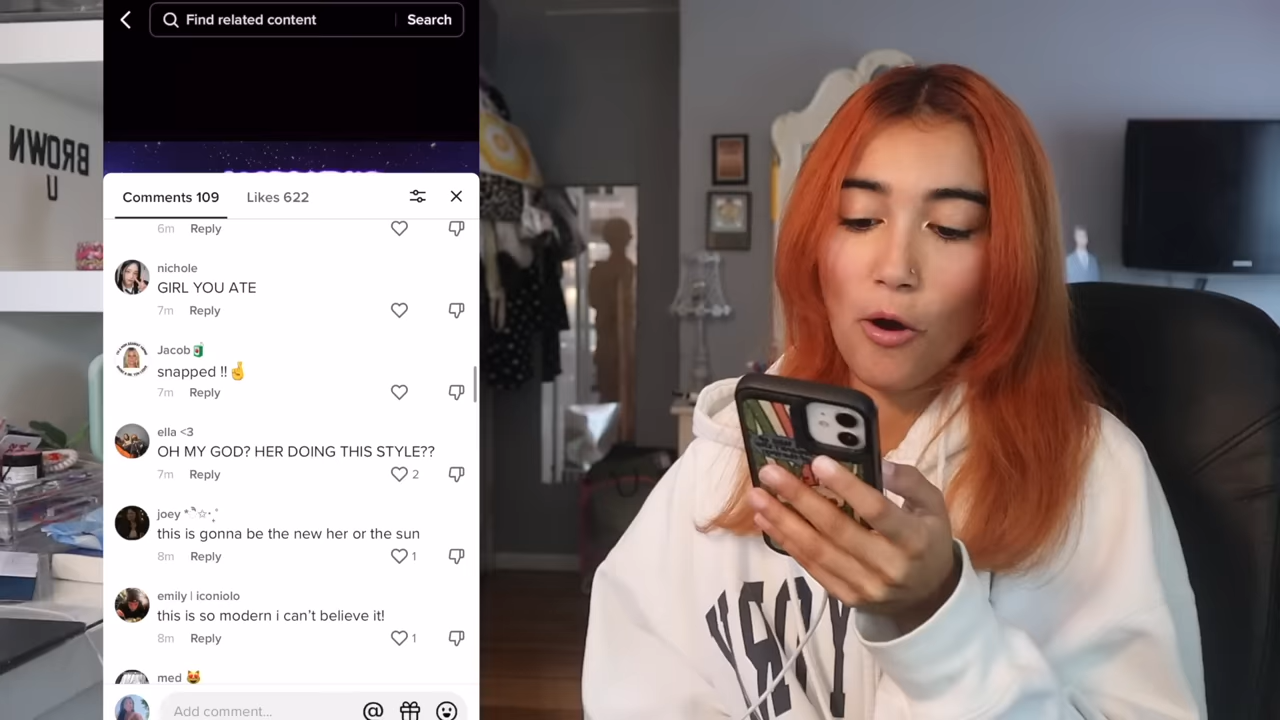 Find related content
Search
Comments 109
Likes 622
6m Reply
nichole
GIRL YOU ATE
7m Reply
Jacob🧃
snapped !!🤞
7m Reply
ella <3
OH MY GOD? HER DOING THIS STYLE??
7m Reply
2
joey
this is gonna be the new her or the sun
8m Reply
1
emily | iconiolo
this is so modern i can't believe it!
8m Reply
1
med 😻
Add comment...
BROWN
U